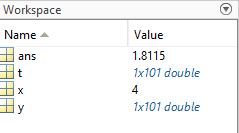 Workspace
Name Value
ans 1.8115
t 1x101 double
x 4
y 1x101 double